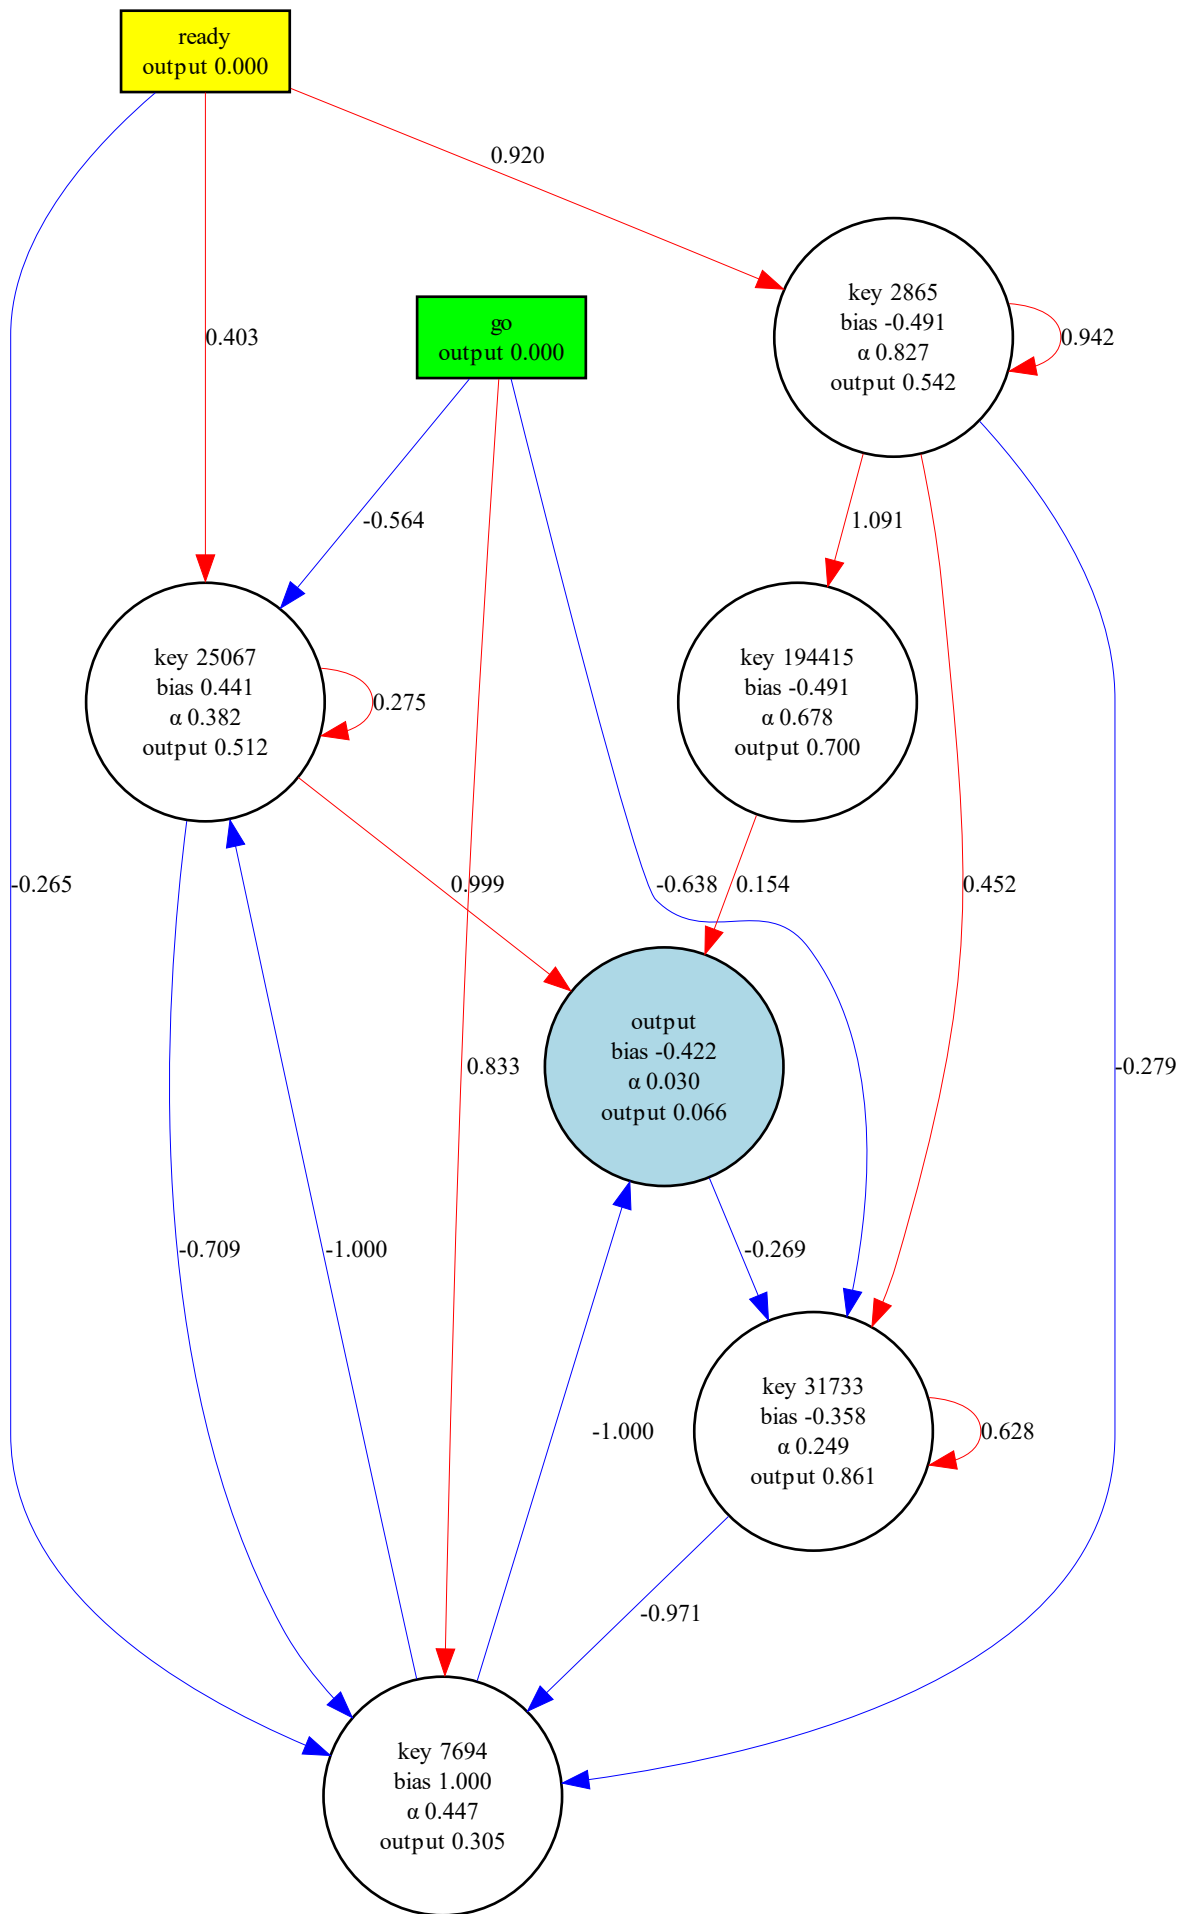 ready
output 0.000
0.920
key 2865
bias -0.491
α 0.827
output 0.542
0.942
go
output 0.000
0.403
-0.564
1.091
key 25067
bias 0.441
α 0.382
output 0.512
0.275
key 194415
bias -0.491
α 0.678
output 0.700
-0.265
0.999
-0.638
0.154
0.452
output
bias -0.422
α 0.030
output 0.066
0.833
-0.279
-0.709
-1.000
-0.269
key 31733
bias -0.358
α 0.249
output 0.861
-1.000
0.628
-0.971
key 7694
bias 1.000
α 0.447
output 0.305